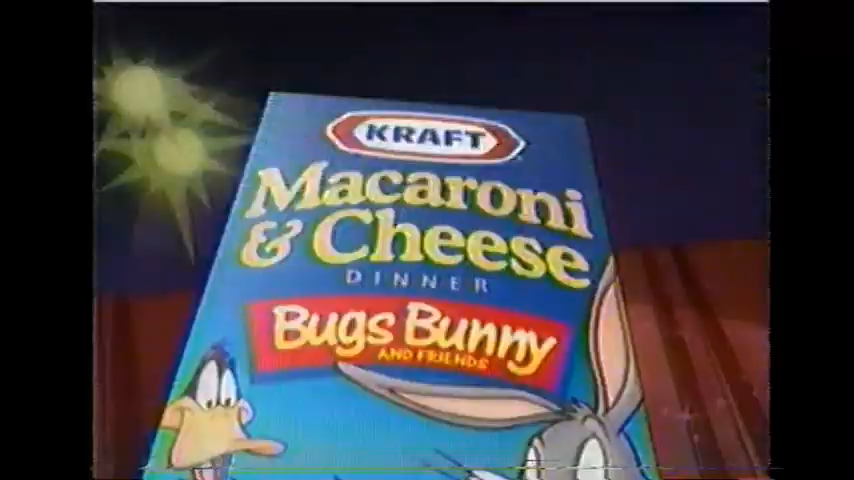 KRAFT
Macaroni
& Cheese
DINNER
Bugs Bunny
AND FRIENDS